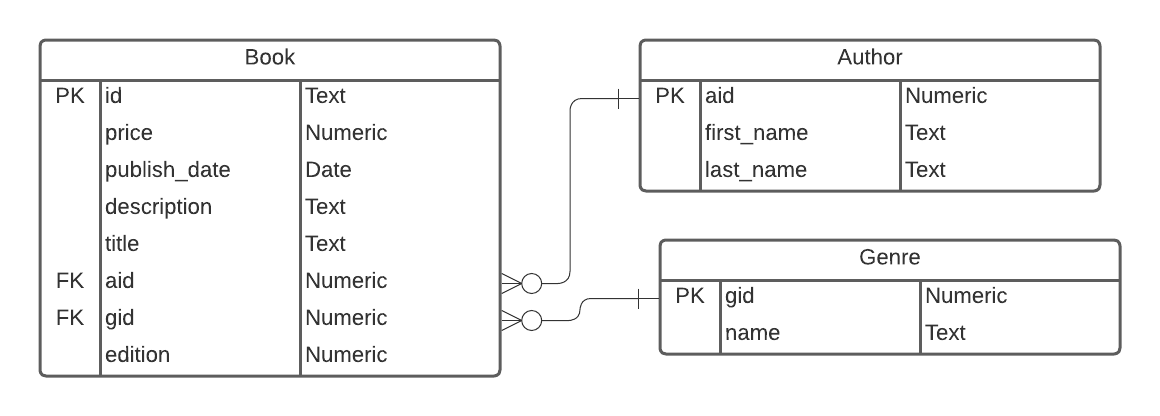 Book
PK id Text
price Numeric
publish_date Date
description Text
title Text
FK aid Numeric
FK gid Numeric
edition Numeric
Author
PK aid Numeric
first_name Text
last_name Text
Genre
PK gid Numeric
name Text